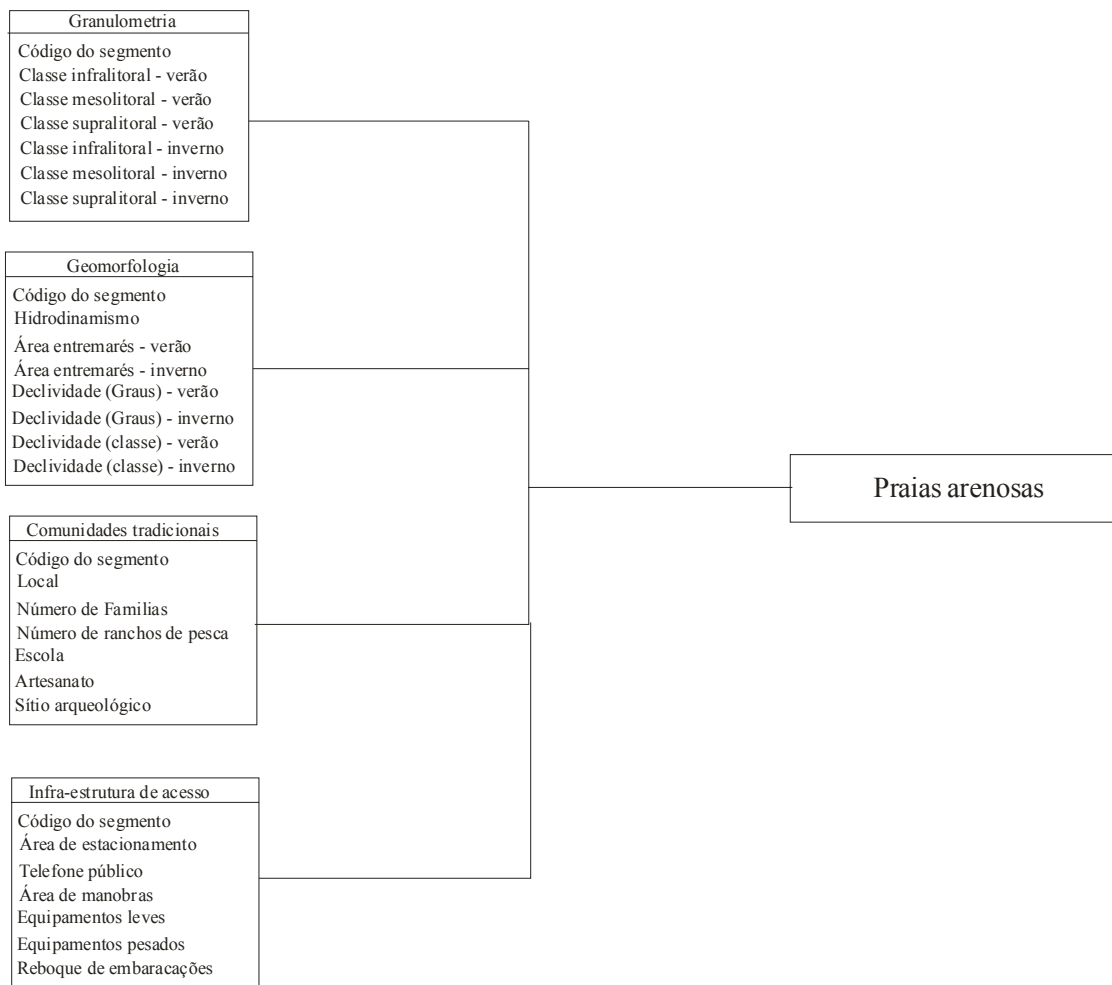 Granulometria
Código do segmento
Classe infralitoral - verão
Classe mesolitoral - verão
Classe supralitoral - verão
Classe infralitoral - inverno
Classe mesolitoral - inverno
Classe supralitoral - inverno
Geomorfologia
Código do segmento
Hidrodinamismo
Área entremarés - verão
Área entremarés - inverno
Declividade (Graus) - verão
Declividade (Graus) - inverno
Declividade (classe) - verão
Declividade (classe) - inverno
Comunidades tradicionais
Código do segmento
Local
Número de Familias
Número de ranchos de pesca
Escola
Artesanato
Sítio arqueológico
Infra-estrutura de acesso
Código do segmento
Área de estacionamento
Telefone público
Área de manobras
Equipamentos leves
Equipamentos pesados
Reboque de embaracações
Praias arenosas